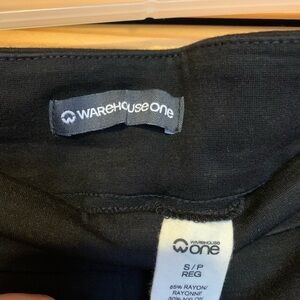 WAREHOUSE One
WAREHOUSE
One
S / P
REG
65% RAYON/
RAYONNE